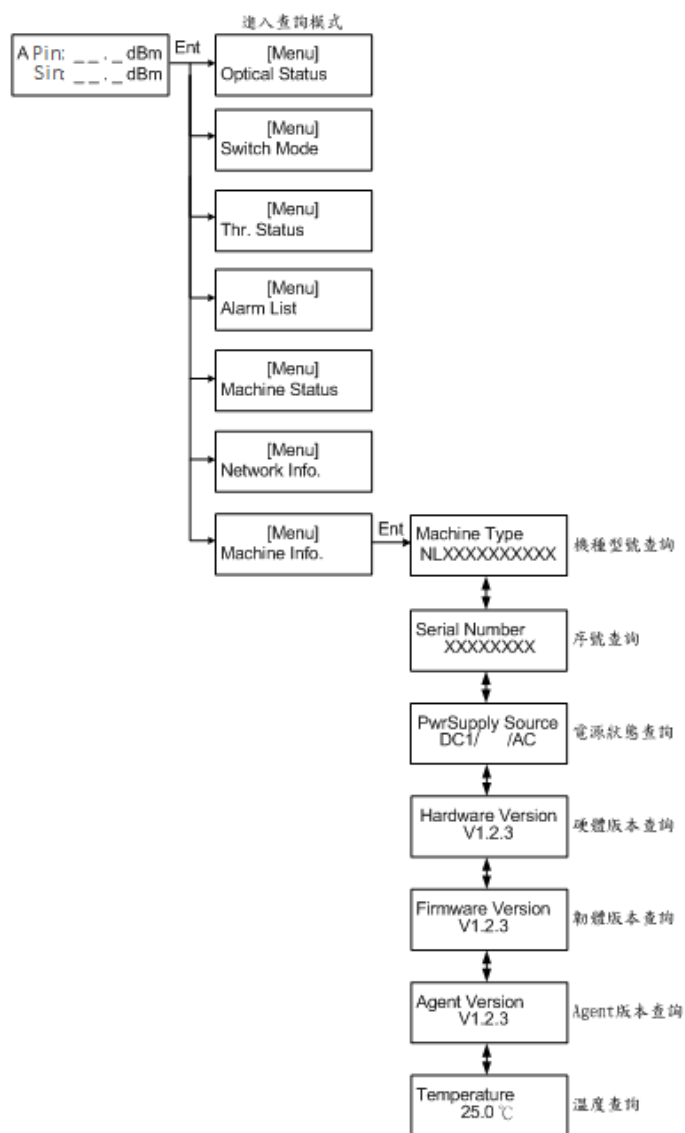 進入查詢模式
A Pin: _ _ . _ dBm
Sin: _ _ . _ dBm
Ent
[Menu]
Optical Status
[Menu]
Switch Mode
[Menu]
Thr. Status
[Menu]
Alarm List
[Menu]
Machine Status
[Menu]
Network Info.
[Menu]
Machine Info.
Ent
Machine Type
NLXXXXXXXXXX
機種型號查詢
Serial Number
XXXXXXXX
序號查詢
PwrSupply Source
DC1/ /AC
電源狀態查詢
Hardware Version
V1.2.3
硬體版本查詢
Firmware Version
V1.2.3
韌體版本查詢
Agent Version
V1.2.3
Agent版本查詢
Temperature
25.0 ℃
溫度查詢